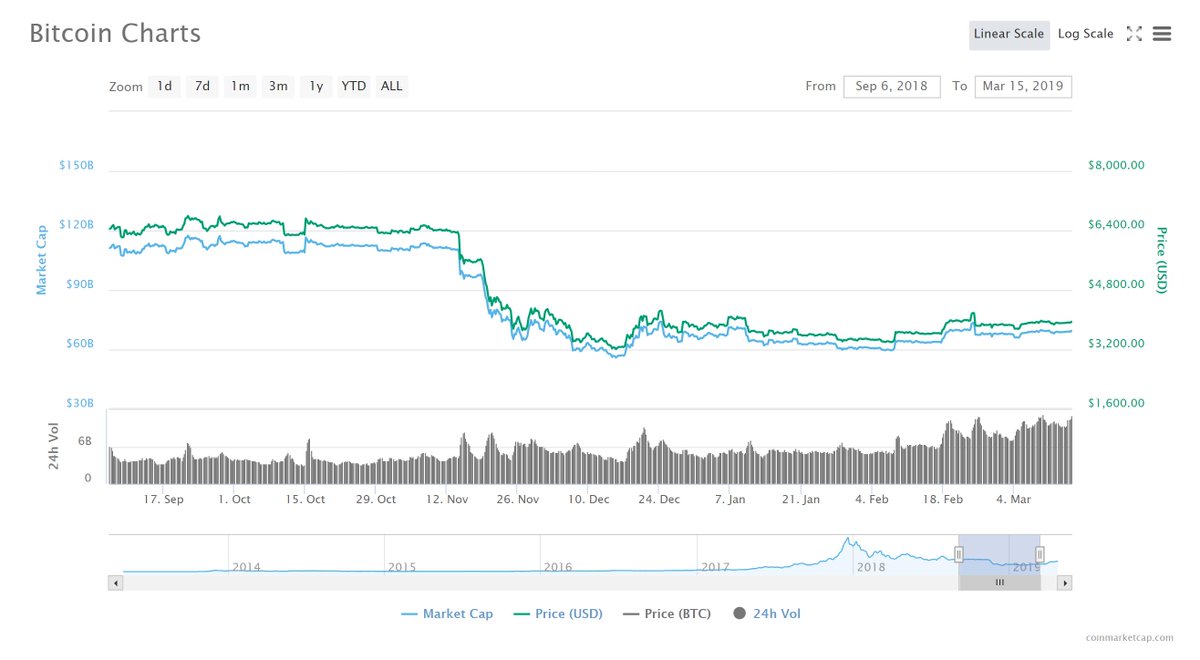 Bitcoin Charts
Linear Scale Log Scale
Zoom 1d 7d 1m 3m 1y YTD ALL
From Sep 6, 2018 To Mar 15, 2019
$150B $8,000.00
$120B $6,400.00
$90B $4,800.00
$60B $3,200.00
$30B $1,600.00
Market Cap
Price (USD)
24h Vol
6B
0
17. Sep 1. Oct 15. Oct 29. Oct 12. Nov 26. Nov 10. Dec 24. Dec 7. Jan 21. Jan 4. Feb 18. Feb 4. Mar
2014 2015 2016 2017 2018 2019
Market Cap Price (USD) Price (BTC) 24h Vol
coinmarketcap.com